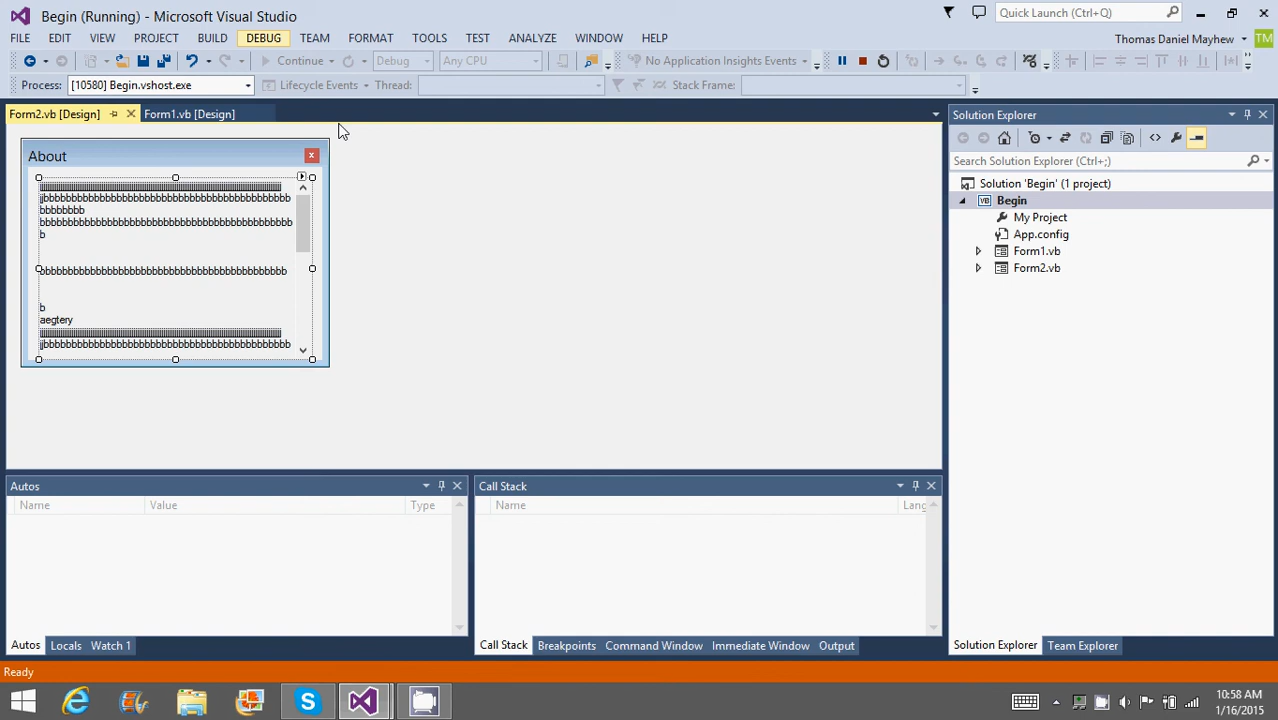 Begin (Running) - Microsoft Visual Studio
Quick Launch (Ctrl+Q)
FILE EDIT VIEW PROJECT BUILD DEBUG TEAM FORMAT TOOLS TEST ANALYZE WINDOW HELP
Thomas Daniel Mayhew TM
Continue Debug Any CPU No Application Insights Events
Process: [10580] Begin.vshost.exe Lifecycle Events Thread: Stack Frame:
Form2.vb [Design] Form1.vb [Design]
About
aegtery
Solution Explorer
Search Solution Explorer (Ctrl+;)
Solution 'Begin' (1 project)
VB Begin
My Project
App.config
Form1.vb
Form2.vb
Autos
Name Value Type
Call Stack
Name Lang
Autos Locals Watch 1
Call Stack Breakpoints Command Window Immediate Window Output
Solution Explorer Team Explorer
Ready
10:58 AM
1/16/2015